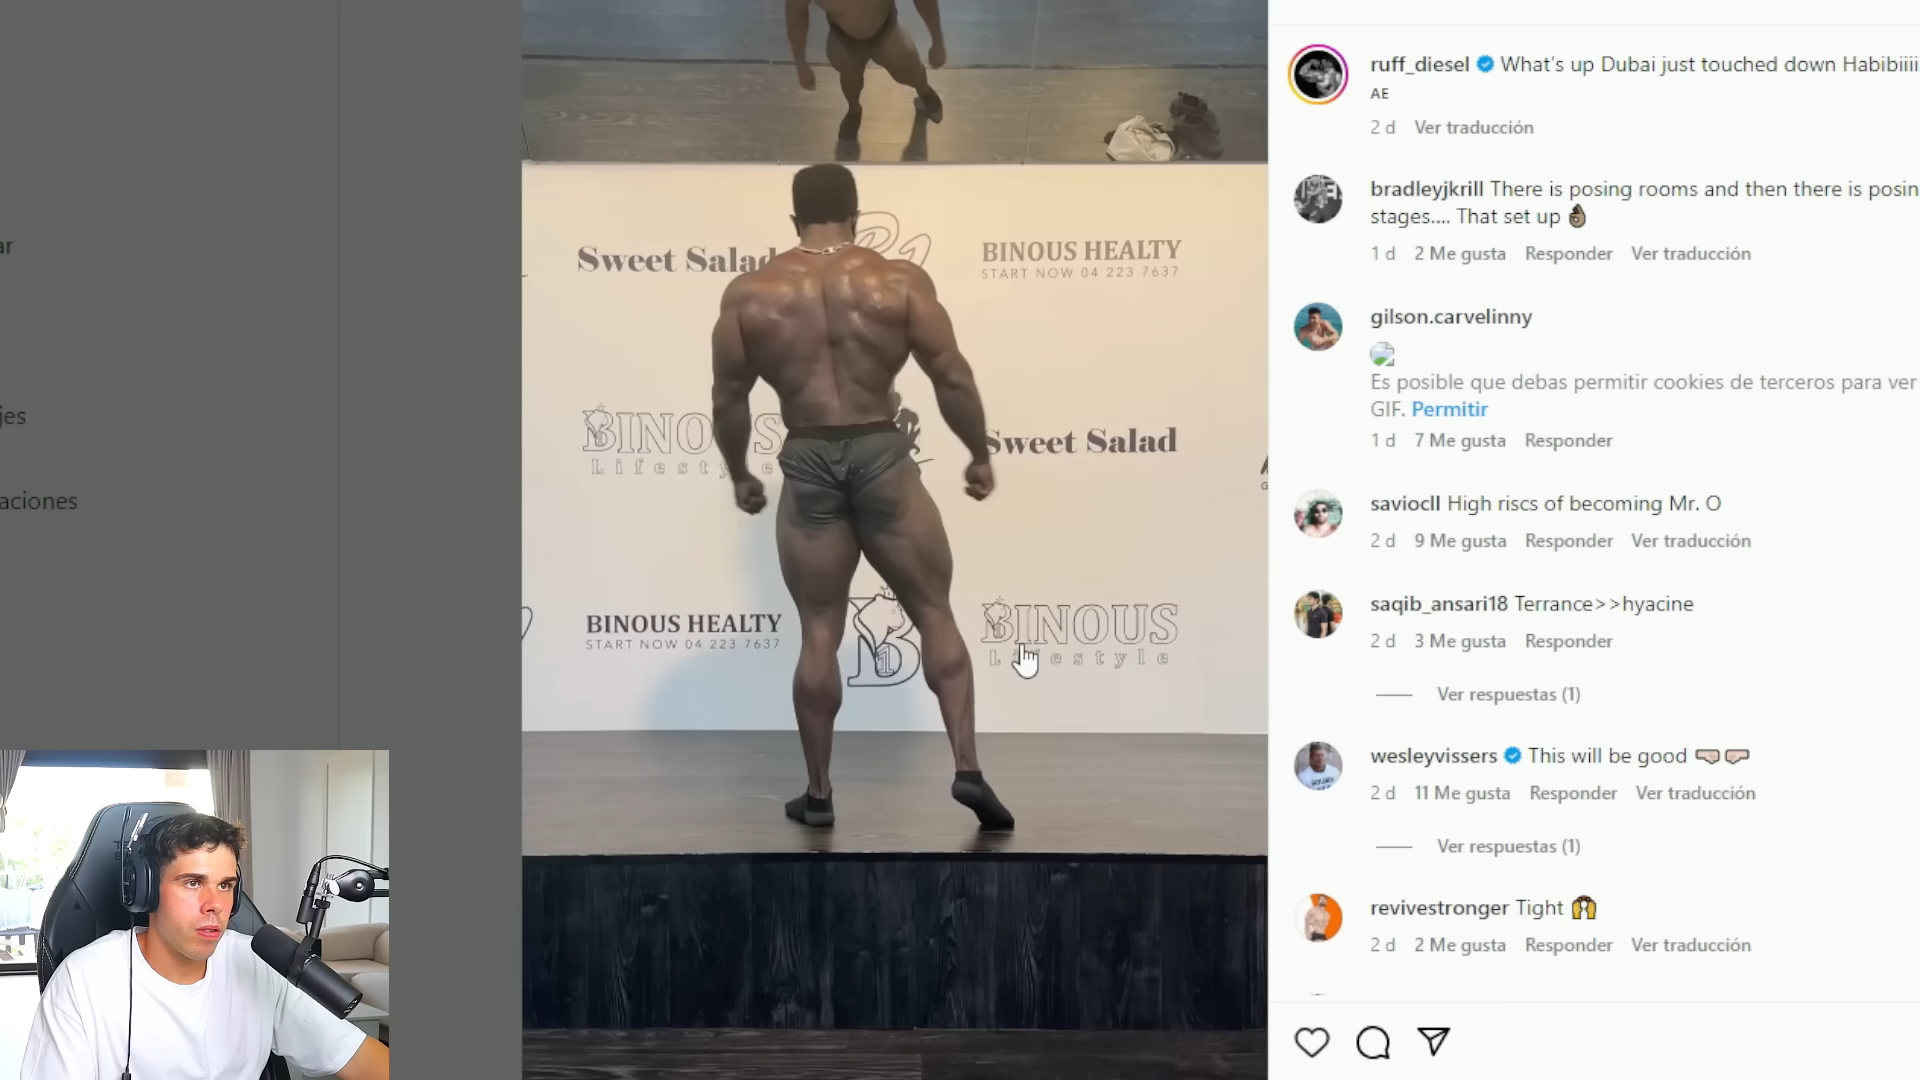 ar
jes
aciones
Sweet Salad
BINOUS HEALTY
START NOW 04 223 7637
BINOUS
Lifestyle
Sweet Salad
BINOUS HEALTY
START NOW 04 223 7637
B
1
BINOUS
Lifestyle
ruff_diesel What's up Dubai just touched down Habibiiiii
AE
2 d Ver traducción
bradleyjkrill There is posing rooms and then there is posin
stages.... That set up 👌🏿
1 d 2 Me gusta Responder Ver traducción
gilson.carvelinny
Es posible que debas permitir cookies de terceros para ver
GIF. Permitir
1 d 7 Me gusta Responder
saviocll High riscs of becoming Mr. O
2 d 9 Me gusta Responder Ver traducción
saqib_ansari18 Terrance>>hyacine
2 d 3 Me gusta Responder
Ver respuestas (1)
wesleyvissers This will be good 🤜🏻🤛🏻
2 d 11 Me gusta Responder Ver traducción
Ver respuestas (1)
revivestronger Tight 🙌
2 d 2 Me gusta Responder Ver traducción